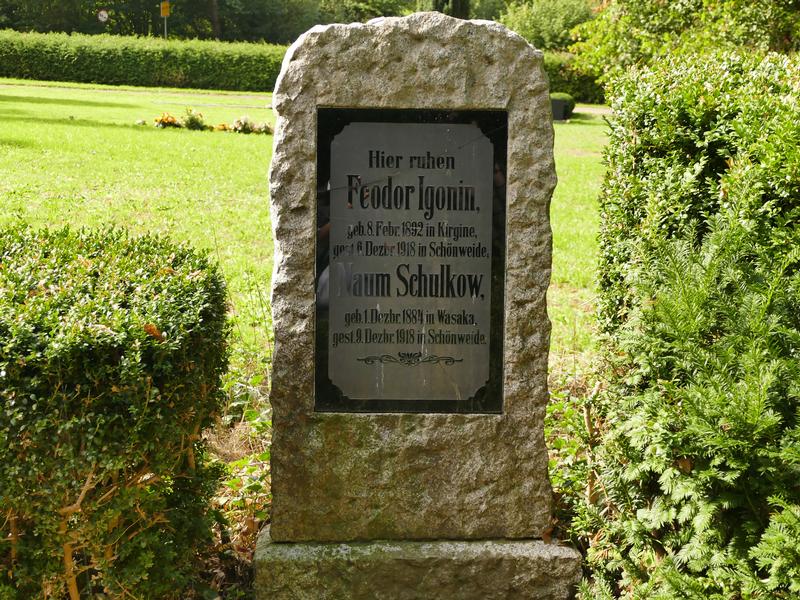 Hier ruhen
Feodor Igonin,
geb. 8. Febr. 1892 in Kirgine,
gest. 6. Dezbr. 1918 in Schönweide,
Naum Schulkow,
geb. 1. Dezbr. 1884 in Wasaka,
gest. 9. Dezbr. 1918 in Schönweide.